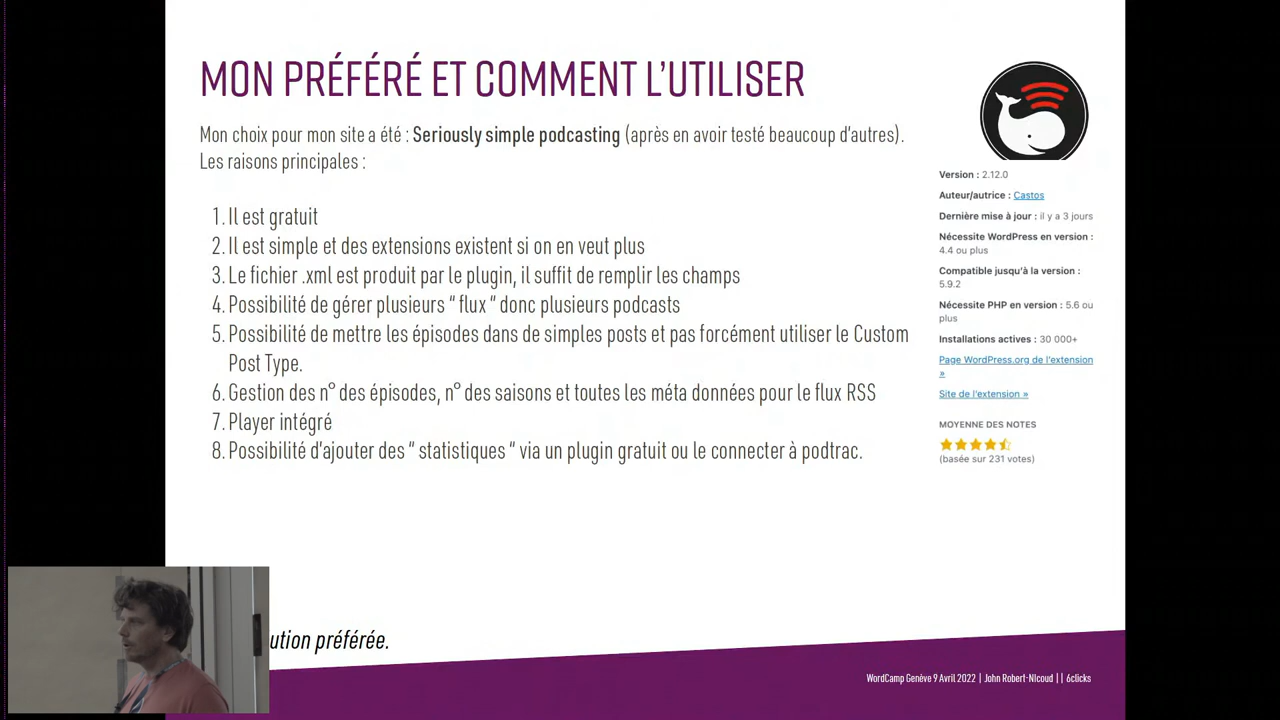 MON PRÉFÉRÉ ET COMMENT L'UTILISER
Mon choix pour mon site a été : Seriously simple podcasting (après en avoir testé beaucoup d'autres).
Les raisons principales :
1. Il est gratuit
2. Il est simple et des extensions existent si on en veut plus
3. Le fichier .xml est produit par le plugin, il suffit de remplir les champs
4. Possibilité de gérer plusieurs “ flux “ donc plusieurs podcasts
5. Possibilité de mettre les épisodes dans de simples posts et pas forcément utiliser le Custom
Post Type.
6. Gestion des n° des épisodes, n° des saisons et toutes les méta données pour le flux RSS
7. Player intégré
8. Possibilité d'ajouter des “ statistiques “ via un plugin gratuit ou le connecter à podtrac.
Version : 2.12.0
Auteur/autrice : Castos
Dernière mise à jour : il y a 3 jours
Nécessite WordPress en version :
4.4 ou plus
Compatible jusqu'à la version :
5.9.2
Nécessite PHP en version : 5.6 ou
plus
Installations actives : 30 000+
Page WordPress.org de l'extension
»
Site de l'extension »
MOYENNE DES NOTES
(basée sur 231 votes)
ution préférée.
WordCamp Genève 9 Avril 2022 | John Robert-Nicoud || 6clicks